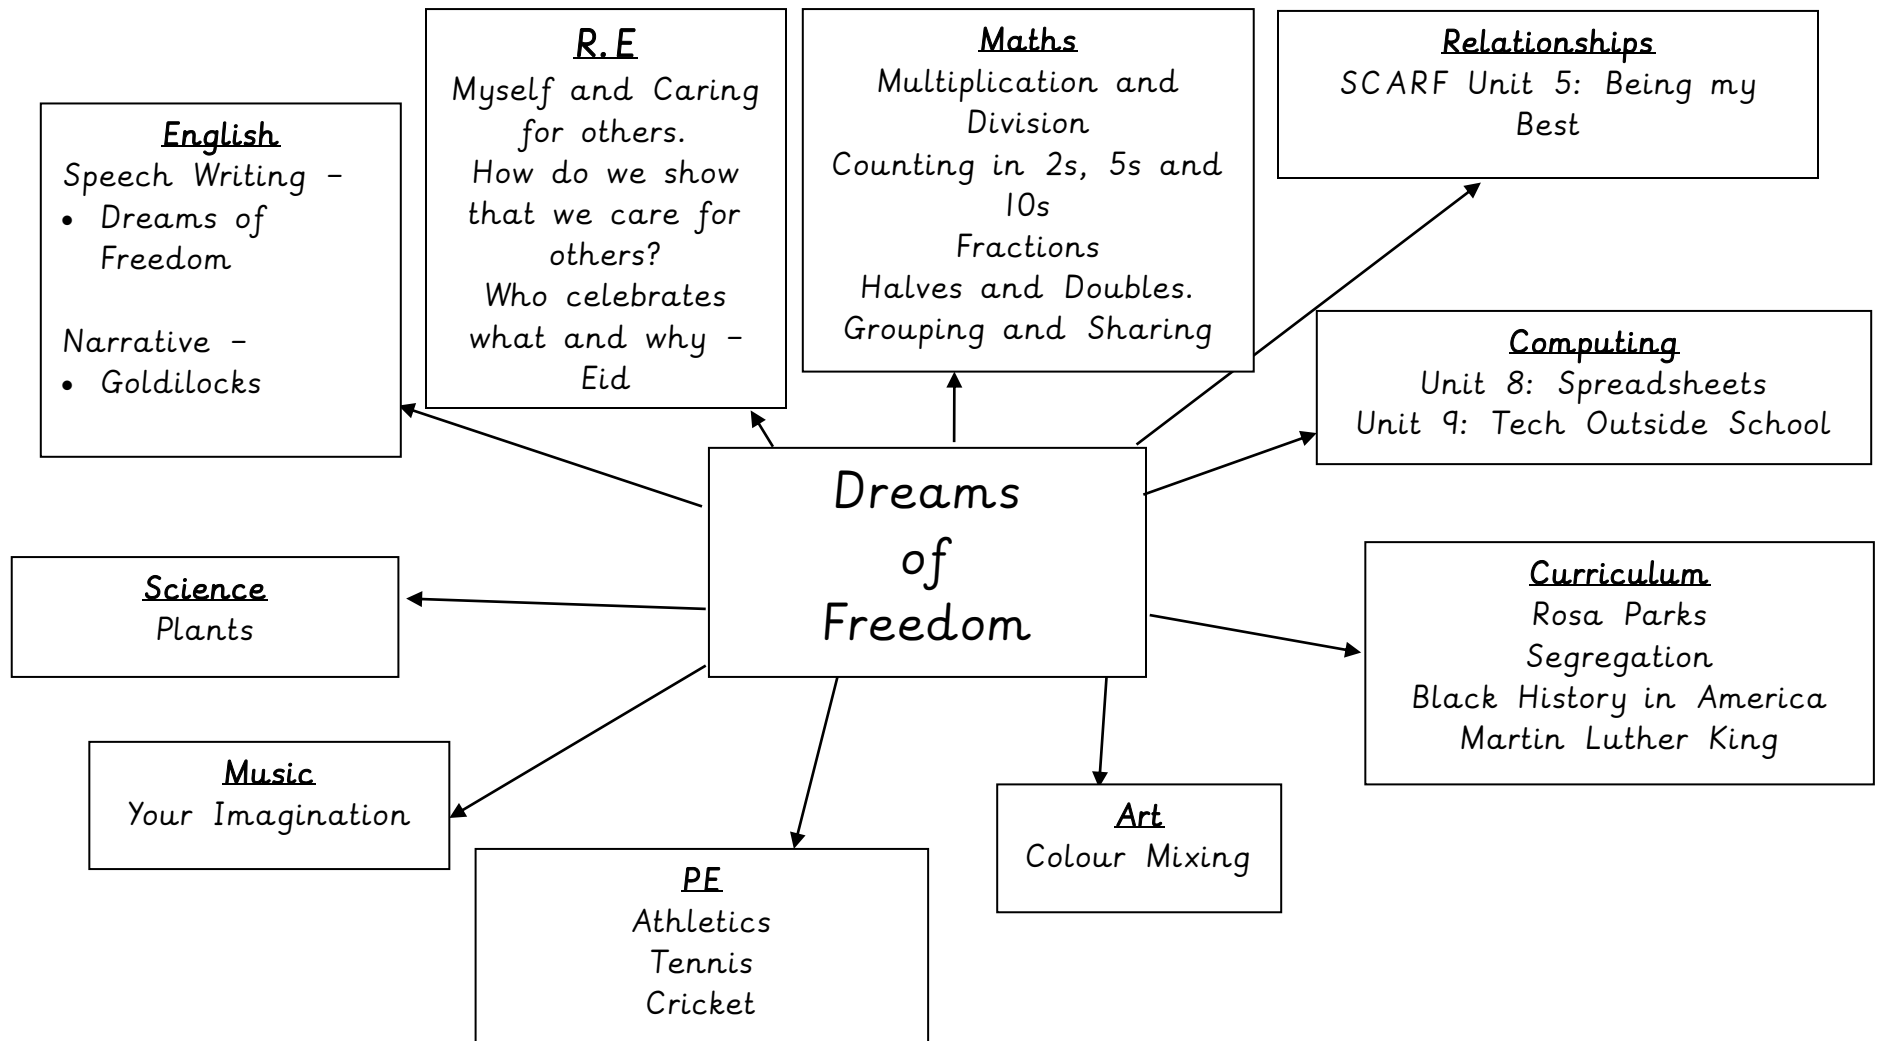 English
Speech Writing –
• Dreams of
Freedom
Narrative –
• Goldilocks
R.E
Myself and Caring
for others.
How do we show
that we care for
others?
Who celebrates
what and why –
Eid
Maths
Multiplication and
Division
Counting in 2s, 5s and
10s
Fractions
Halves and Doubles.
Grouping and Sharing
Relationships
SCARF Unit 5: Being my
Best
Computing
Unit 8: Spreadsheets
Unit 9: Tech Outside School
Dreams
of
Freedom
Science
Plants
Curriculum
Rosa Parks
Segregation
Black History in America
Martin Luther King
Music
Your Imagination
PE
Athletics
Tennis
Cricket
Art
Colour Mixing